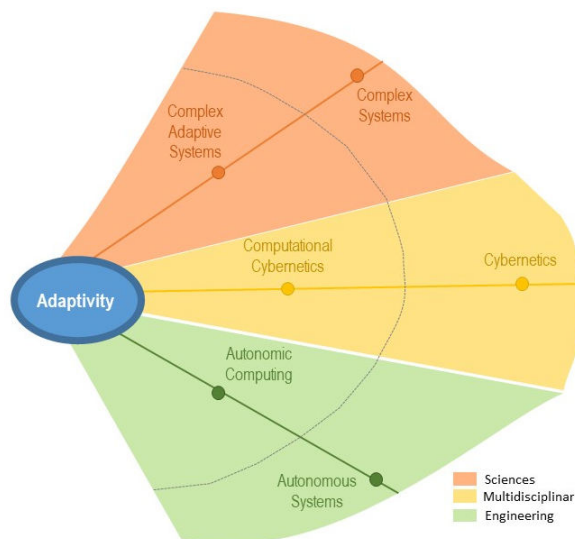 Complex
Systems
Complex
Adaptive
Systems
Computational
Cybernetics
Cybernetics
Adaptivity
Autonomic
Computing
Autonomous
Systems
Sciences
Multidisciplinar
Engineering